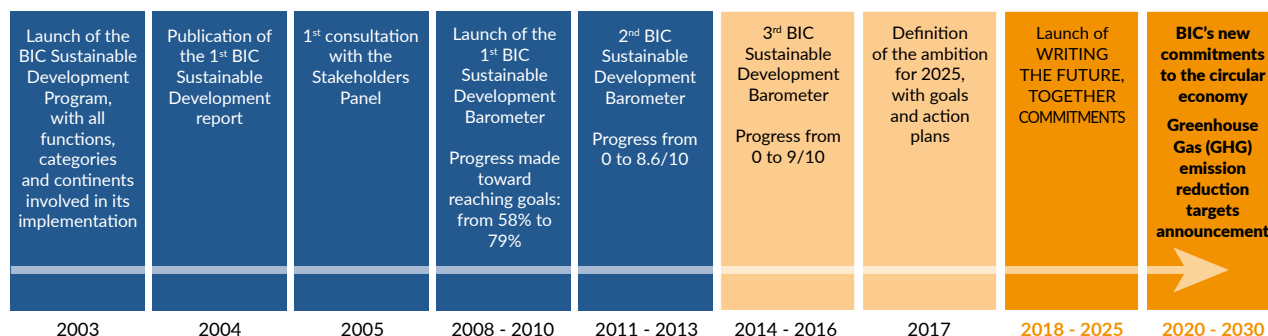 Launch of the
BIC Sustainable
Development
Program,
with all
functions,
categories
and continents
involved in its
implementation
2003
Publication of
the 1st BIC
Sustainable
Development
report
2004
1st consultation
with the
Stakeholders
Panel
2005
Launch of the
1st BIC
Sustainable
Development
Barometer
Progress made
toward
reaching goals:
from 58% to
79%
2008 - 2010
2nd BIC
Sustainable
Development
Barometer
Progress from
0 to 8.6/10
2011 - 2013
3rd BIC
Sustainable
Development
Barometer
Progress from
0 to 9/10
2014 - 2016
Definition
of the ambition
for 2025,
with goals
and action
plans
2017
Launch of
WRITING
THE FUTURE,
TOGETHER
COMMITMENTS
2018 - 2025
BIC's new
commitments
to the circular
economy
Greenhouse
Gas (GHG)
emission
reduction
targets
announcement
2020 - 2030